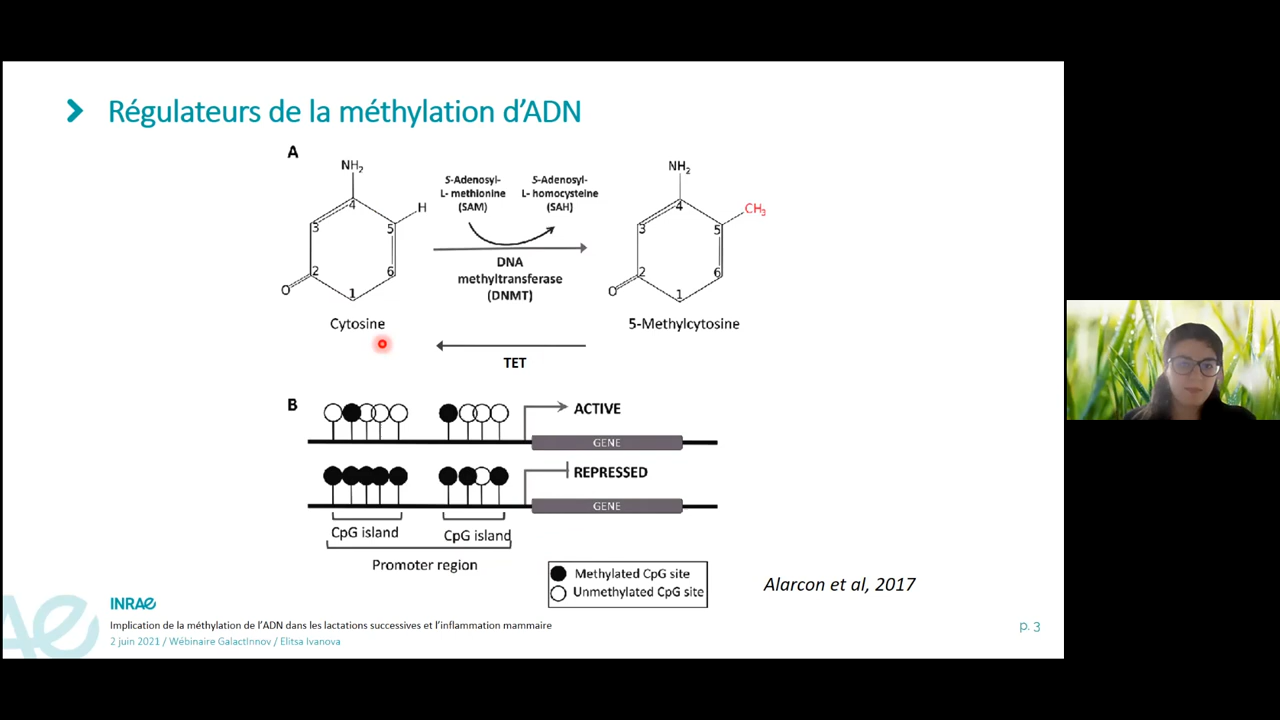 Régulateurs de la méthylation d'ADN
A
NH2
4
H
3
5
2
6
O
1
Cytosine
S-Adenosyl-
L- methionine
(SAM)
S-Adenosyl-
L- homocysteine
(SAH)
DNA
methyltransferase
(DNMT)
TET
NH2
4
CH3
3
5
2
6
O
1
5-Methylcytosine
B
ACTIVE
GENE
REPRESSED
GENE
CpG island
CpG island
Promoter region
Methylated CpG site
Unmethylated CpG site
Alarcon et al, 2017
INRAE
Implication de la méthylation de l'ADN dans les lactations successives et l'inflammation mammaire
2 juin 2021 / Wébinaire GalactInnov / Elitsa Ivanova
p. 3